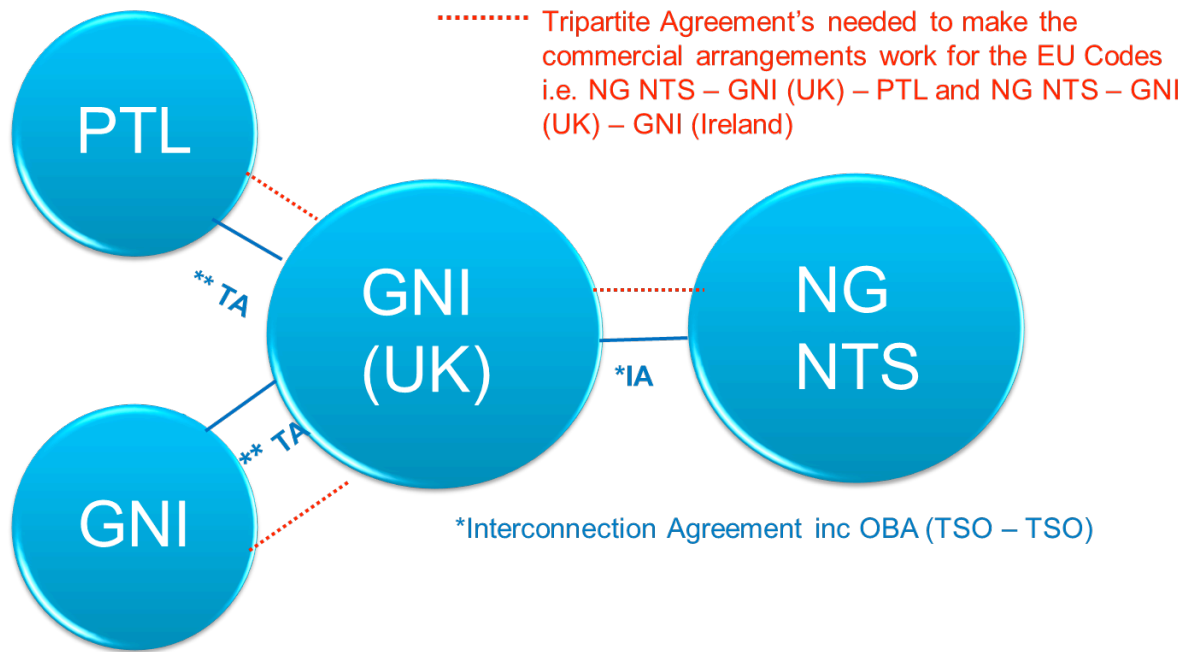 Tripartite Agreement's needed to make the
commercial arrangements work for the EU Codes
i.e. NG NTS – GNI (UK) – PTL and NG NTS – GNI
(UK) – GNI (Ireland)
PTL
** TA
GNI
(UK)
NG
NTS
*IA
** TA
GNI
*Interconnection Agreement inc OBA (TSO – TSO)